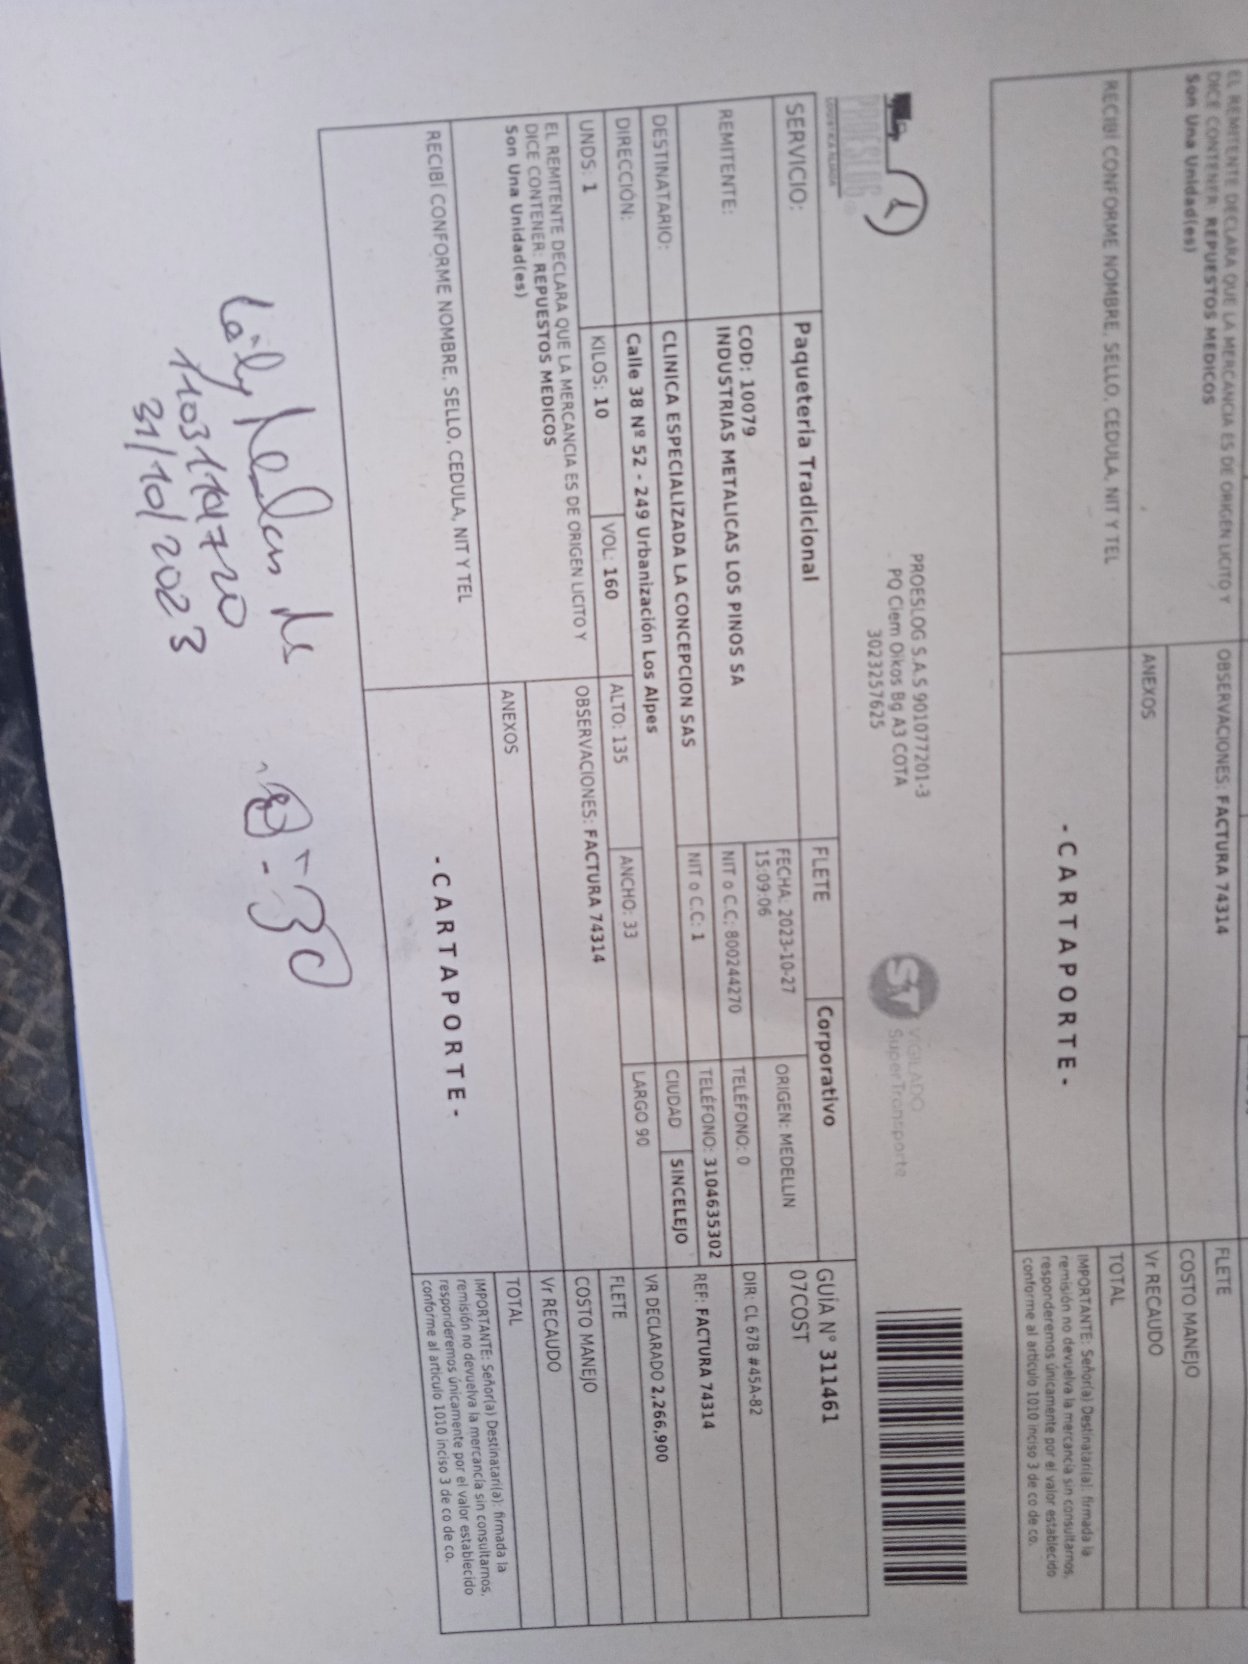 EL REMITENTE DECLARA QUE LA MERCANCIA ES DE ORIGEN LICITO Y
DICE CONTENER: REPUESTOS MEDICOS
Son Una Unidad(es)
OBSERVACIONES: FACTURA 74314
FLETE
COSTO MANEJO
ANEXOS
Vr RECAUDO
TOTAL
RECIBÍ CONFORME NOMBRE, SELLO, CEDULA, NIT Y TEL
- C A R T A P O R T E -
IMPORTANTE: Señor(a) Destinatari(a): firmada la
remisión no devuelva la mercancía sin consultarnos,
responderemos únicamente por el valor establecido
conforme al artículo 1010 inciso 3 de co de co.
PROESLOG
LOGISTICA ALIADA
PROESLOG S.A.S 901077201-3
PQ Ciem Oikos Bg A3 COTA
3023257625
ST
VIGILADO
SuperTransporte
SERVICIO:
Paquetería Tradicional
FLETE
Corporativo
GUÍA N° 311461
07COST
REMITENTE:
COD: 10079
INDUSTRIAS METALICAS LOS PINOS SA
FECHA: 2023-10-27
15:09:06
ORIGEN: MEDELLIN
NIT o C.C: 800244270
TELÉFONO: 0
DIR: CL 67B #45A-82
DESTINATARIO:
CLINICA ESPECIALIZADA LA CONCEPCION SAS
NIT o C.C: 1
TELÉFONO: 3104635302
REF: FACTURA 74314
DIRECCIÓN:
Calle 38 Nº 52 - 249 Urbanización Los Alpes
CIUDAD
SINCELEJO
VR DECLARADO 2,266,900
UNDS: 1
KILOS: 10
VOL: 160
ALTO: 135
ANCHO: 33
LARGO 90
FLETE
EL REMITENTE DECLARA QUE LA MERCANCIA ES DE ORIGEN LICITO Y
DICE CONTENER: REPUESTOS MEDICOS
Son Una Unidad(es)
OBSERVACIONES: FACTURA 74314
COSTO MANEJO
Vr RECAUDO
ANEXOS
TOTAL
RECIBÍ CONFORME NOMBRE, SELLO, CEDULA, NIT Y TEL
- C A R T A P O R T E -
IMPORTANTE: Señor(a) Destinatari(a): firmada la
remisión no devuelva la mercancía sin consultarnos,
responderemos únicamente por el valor establecido
conforme al artículo 1010 inciso 3 de co de co.
31/10/2023